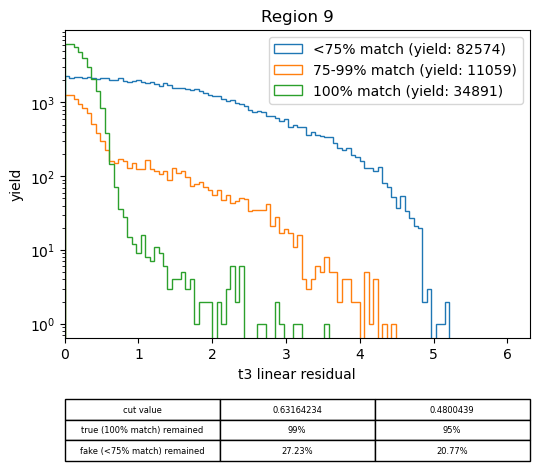 Region 9
<75% match (yield: 82574)
75-99% match (yield: 11059)
100% match (yield: 34891)
yield
10³
10²
10¹
10⁰
0 1 2 3 4 5 6
t3 linear residual
cut value 0.63164234 0.4800439
true (100% match) remained 99% 95%
fake (<75% match) remained 27.23% 20.77%